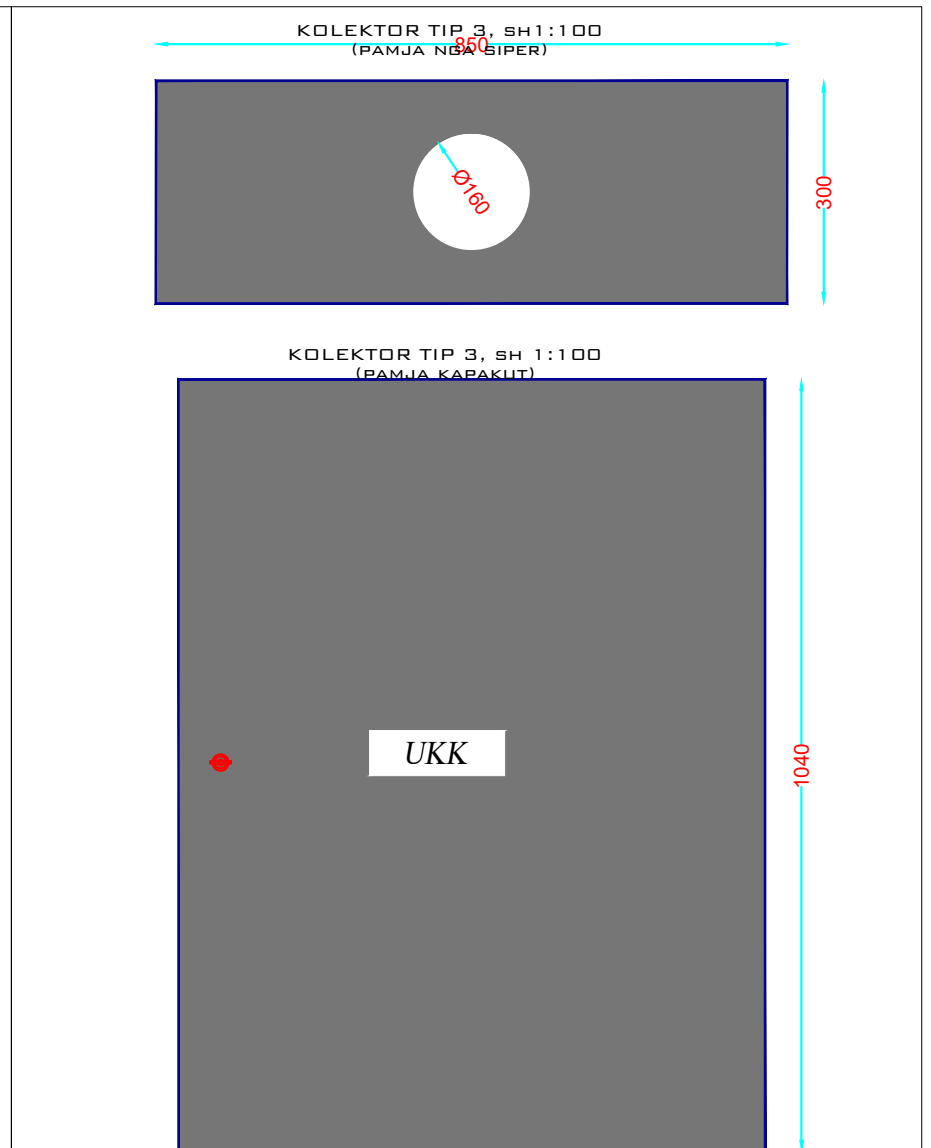 KOLEKTOR TIP 3, SH1:100
850
(PAMJA NGA SIPER)
Ø160
300
KOLEKTOR TIP 3, SH 1:100
(PAMJA KAPAKUT)
UKK
1040